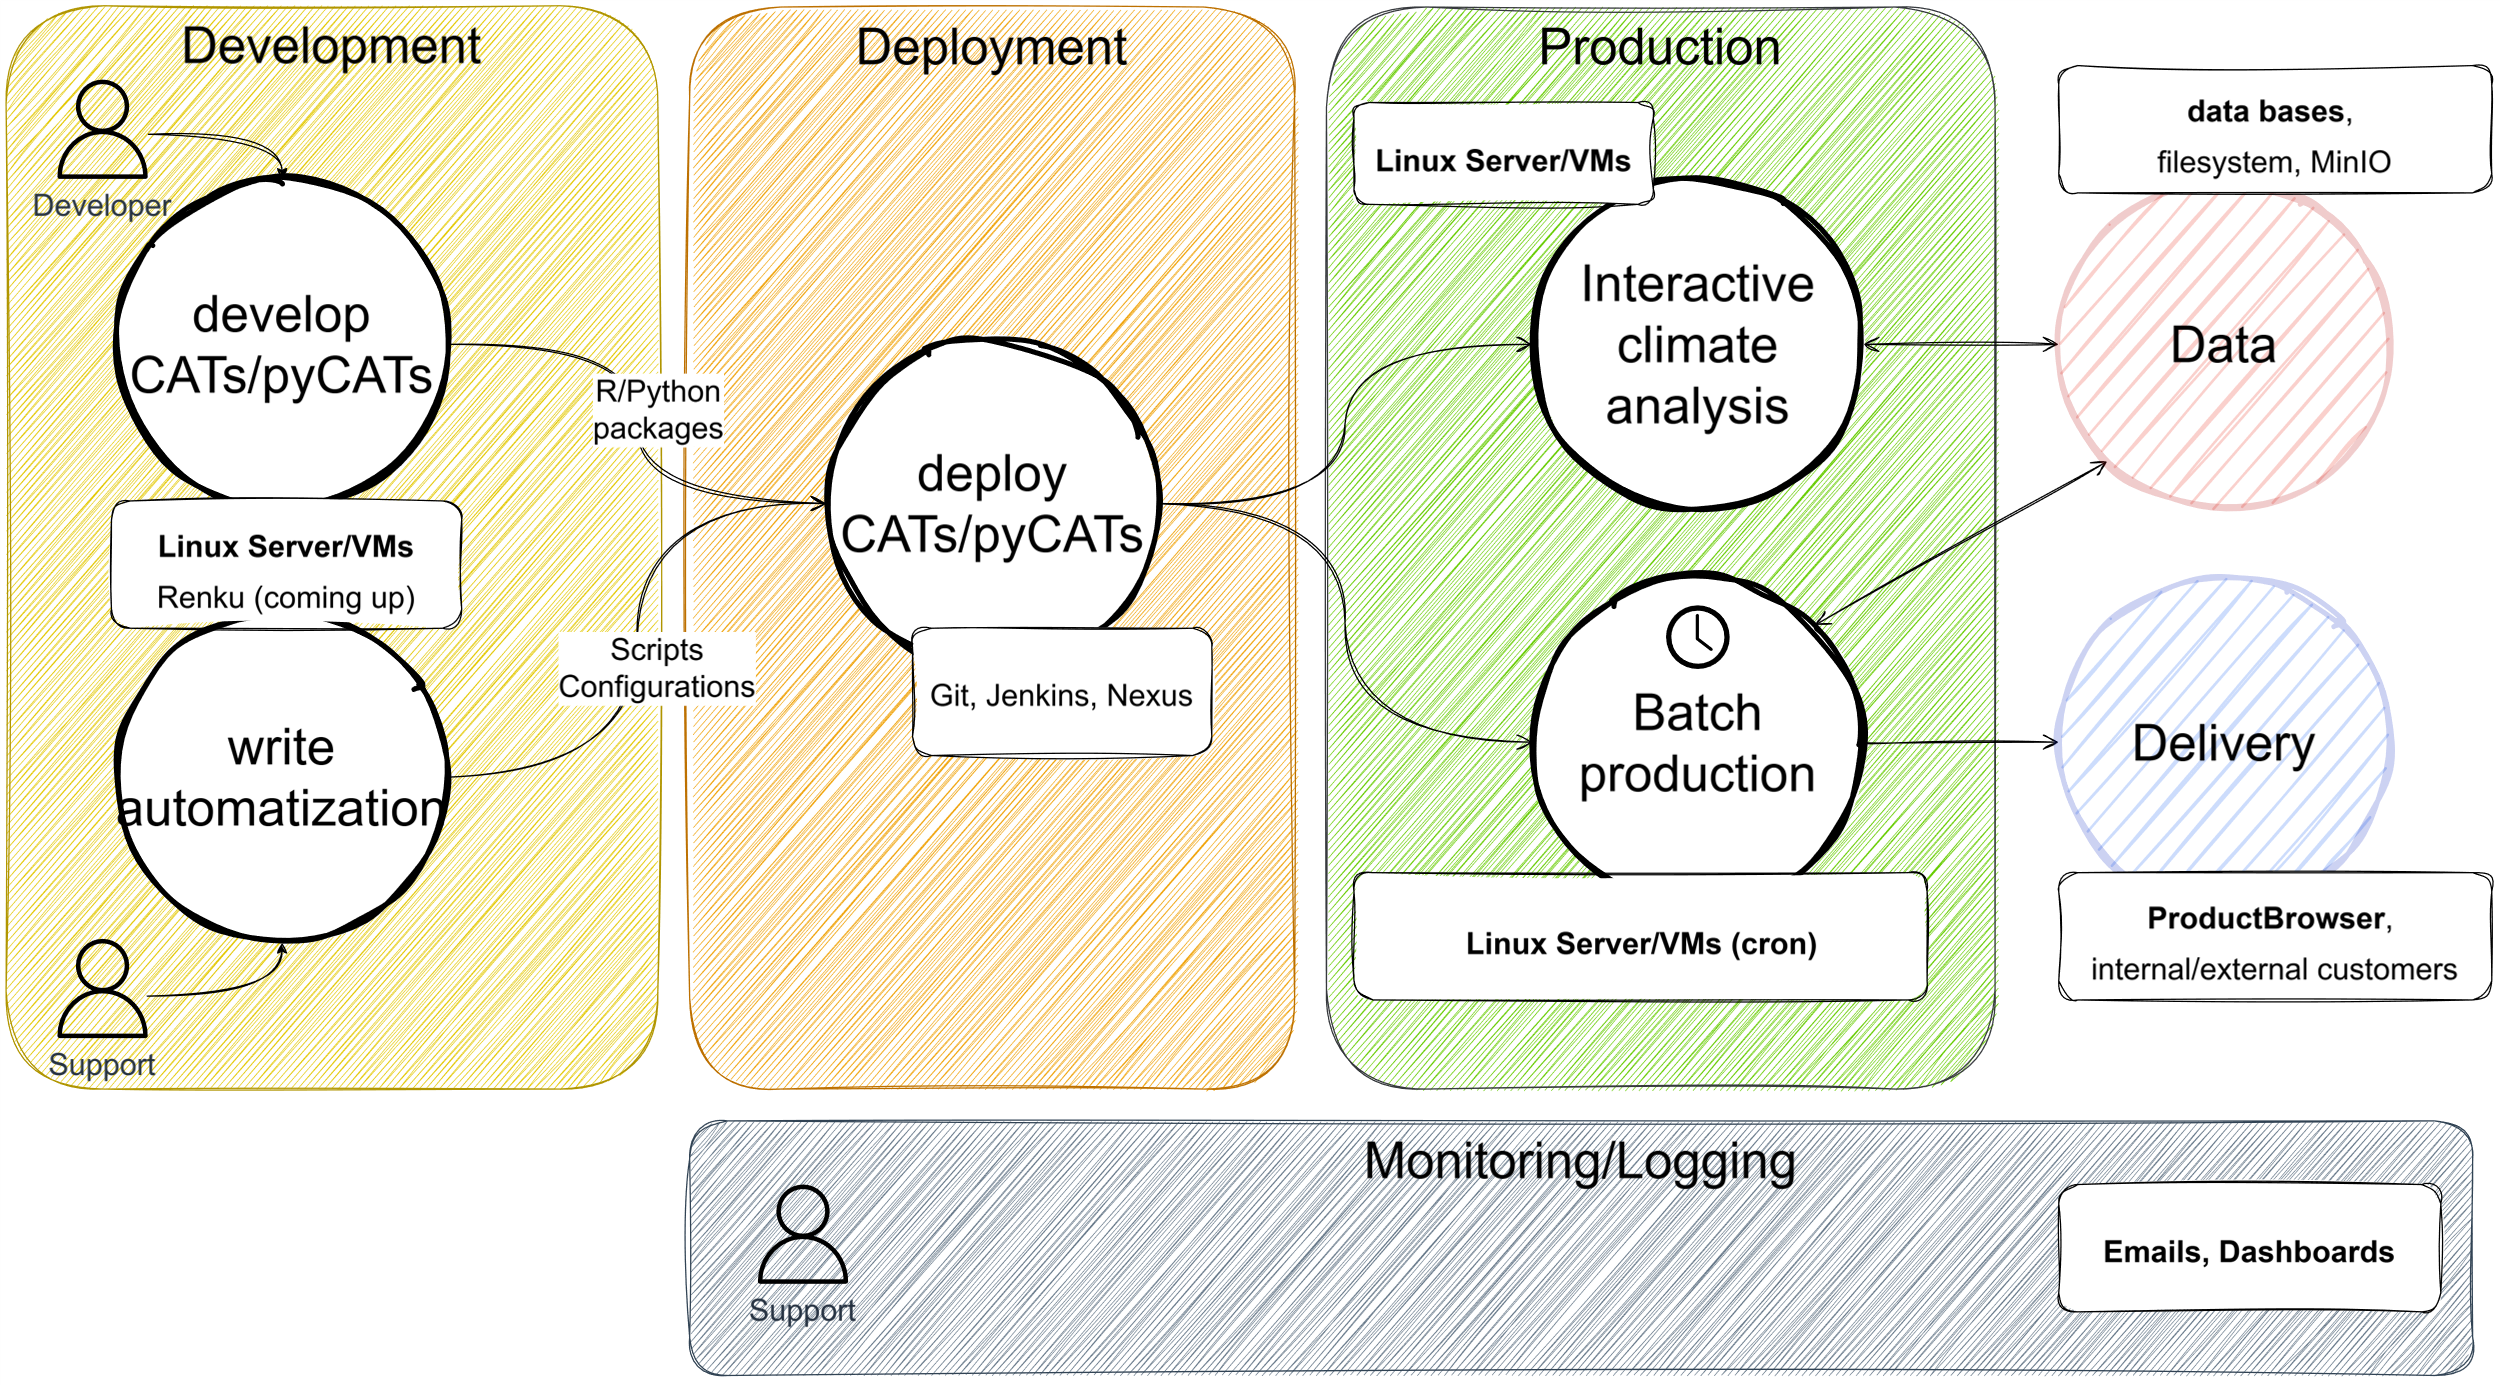 Development
Developer
develop
CATs/pyCATs
Linux Server/VMs
Renku (coming up)
write
automatization
Support
R/Python
packages
Scripts
Configurations
Deployment
deploy
CATs/pyCATs
Git, Jenkins, Nexus
Production
Linux Server/VMs
Interactive
climate
analysis
Batch
production
Linux Server/VMs (cron)
data bases,
filesystem, MinIO
Data
Delivery
ProductBrowser,
internal/external customers
Monitoring/Logging
Support
Emails, Dashboards